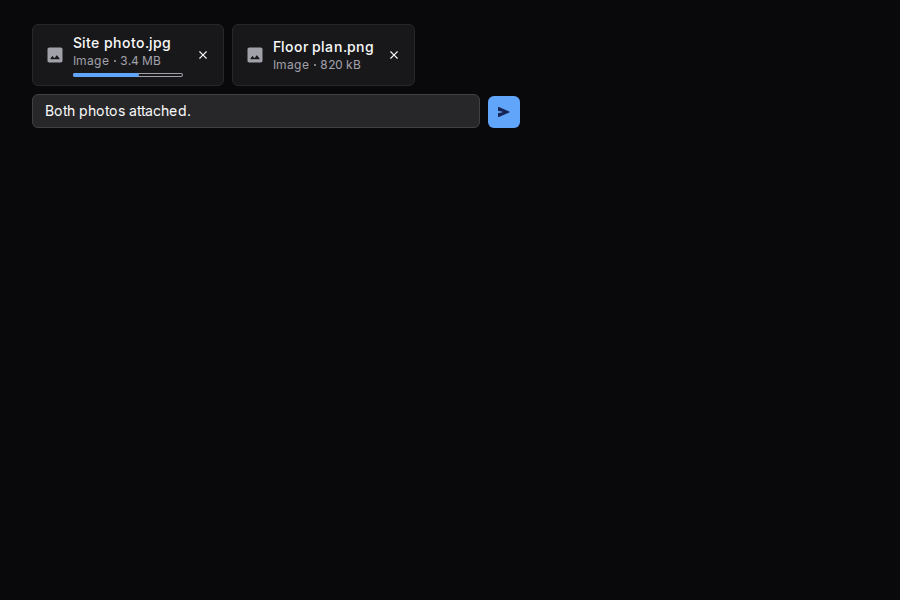 Site photo.jpg
Image · 3.4 MB
Floor plan.png
Image · 820 kB
Both photos attached.